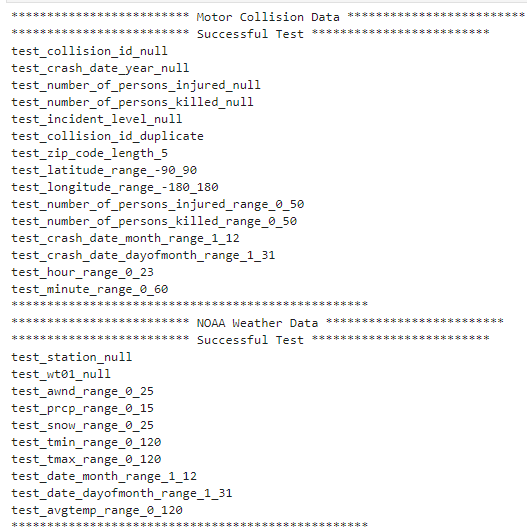 ************************* Motor Collision Data *************************
************************* Successful Test *************************
test_collision_id_null
test_crash_date_year_null
test_number_of_persons_injured_null
test_number_of_persons_killed_null
test_incident_level_null
test_collision_id_duplicate
test_zip_code_length_5
test_latitude_range_-90_90
test_longitude_range_-180_180
test_number_of_persons_injured_range_0_50
test_number_of_persons_killed_range_0_50
test_crash_date_month_range_1_12
test_crash_date_dayofmonth_range_1_31
test_hour_range_0_23
test_minute_range_0_60
**************************************************
************************* NOAA Weather Data *************************
************************* Successful Test *************************
test_station_null
test_wt01_null
test_awnd_range_0_25
test_prcp_range_0_15
test_snow_range_0_25
test_tmin_range_0_120
test_tmax_range_0_120
test_date_month_range_1_12
test_date_dayofmonth_range_1_31
test_avgtemp_range_0_120
**************************************************